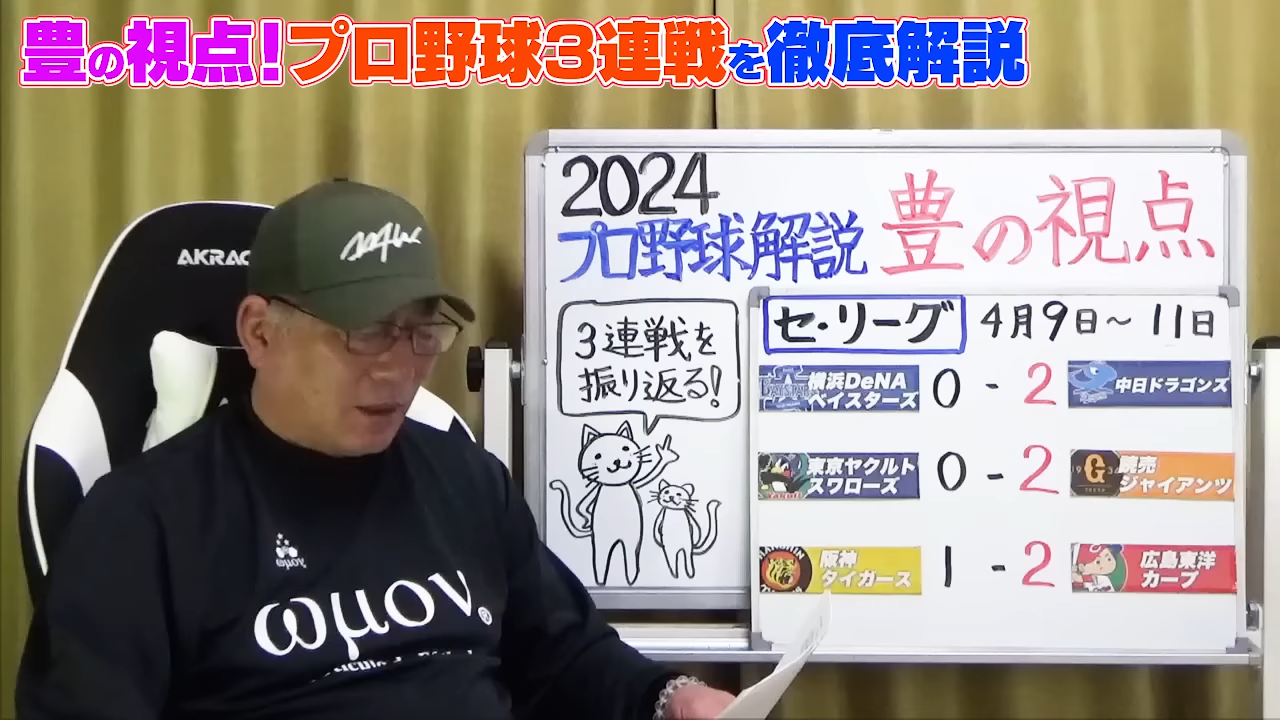 豊の視点!プロ野球3連戦を徹底解説
2024
プロ野球解説
豊の視点
3連戦を
振り返る!
セ・リーグ 4月9日～11日
横浜DeNA
ベイスターズ
0 - 2
中日ドラゴンズ
東京ヤクルト
スワローズ
0 - 2
読売
ジャイアンツ
阪神
タイガース
1 - 2
広島東洋
カープ
ωμον
ωμον